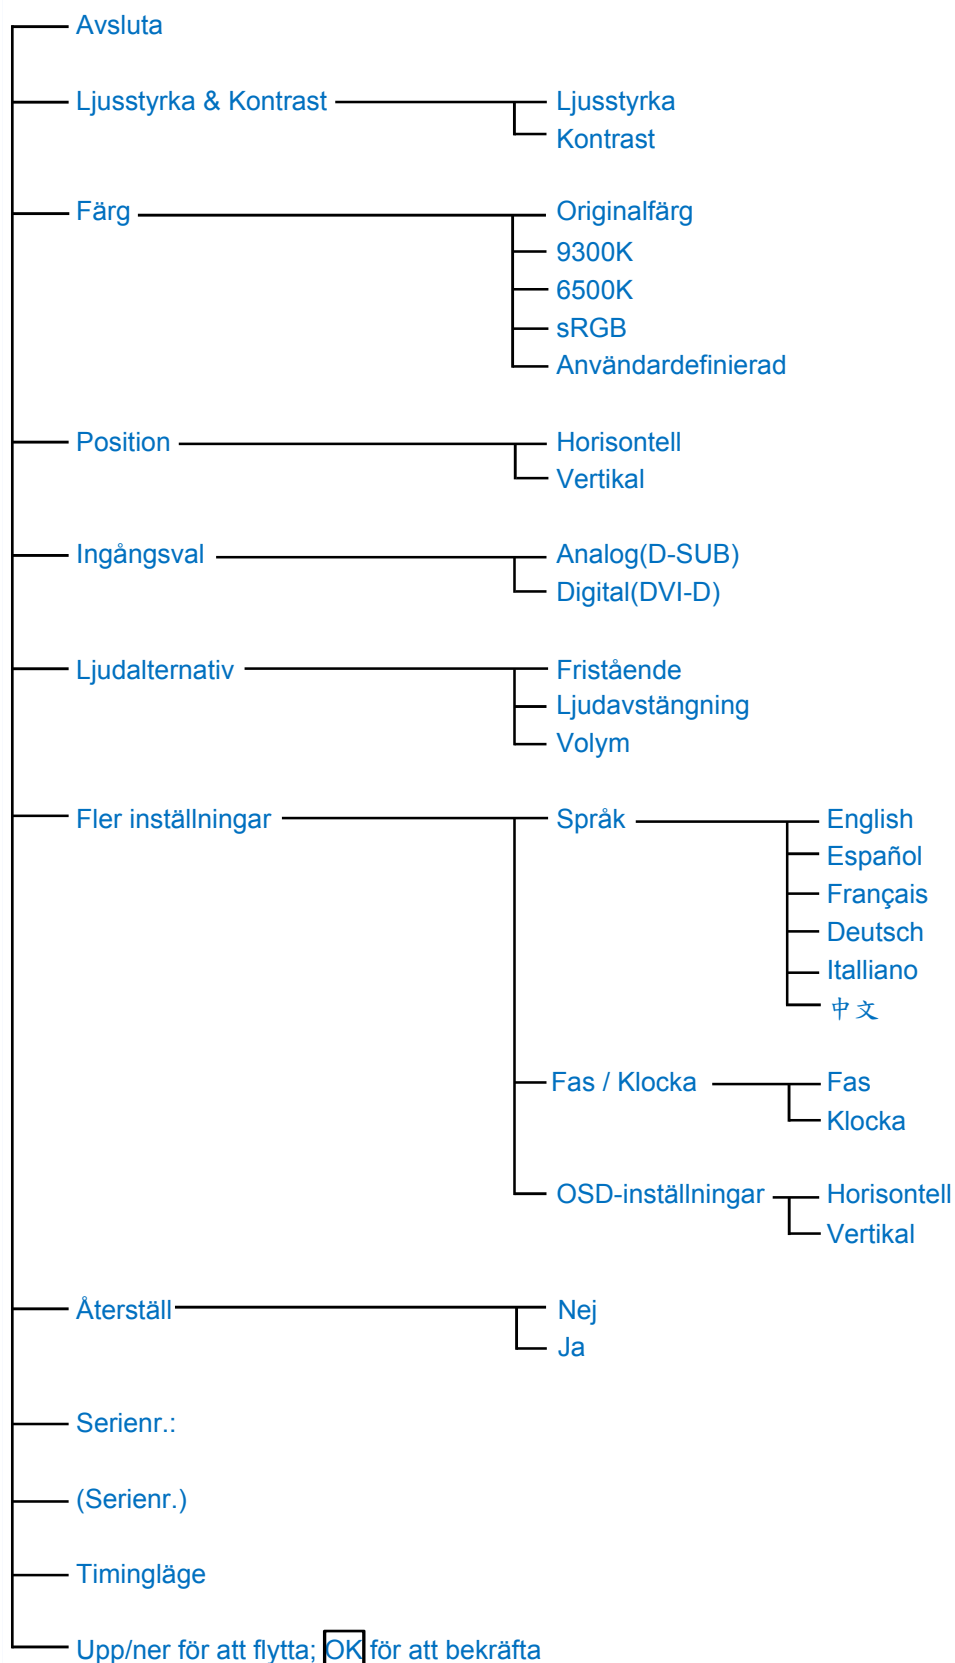 Avsluta
Ljusstyrka & Kontrast
Ljusstyrka
Kontrast
Färg
Originalfärg
9300K
6500K
sRGB
Användardefinierad
Position
Horisontell
Vertikal
Ingångsval
Analog(D-SUB)
Digital(DVI-D)
Ljudalternativ
Fristående
Ljudavstängning
Volym
Fler inställningar
Språk
English
Español
Français
Deutsch
Italliano
中文
Fas / Klocka
Fas
Klocka
OSD-inställningar
Horisontell
Vertikal
Återställ
Nej
Ja
Serienr.:
(Serienr.)
Timingläge
Upp/ner för att flytta; OK för att bekräfta